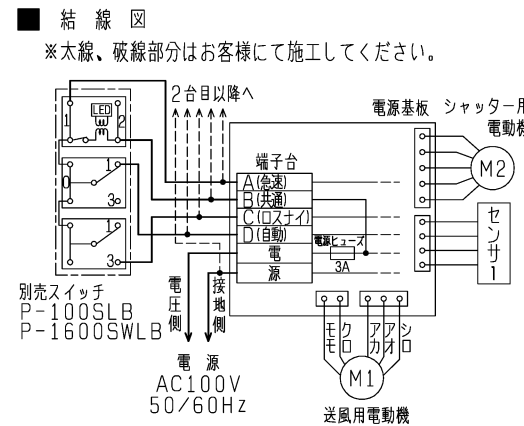 ■ 結線図
※太線、破線部分はお客様にて施工してください。
2台目以降へ
電源基板
シャッター用
電動機
LED
1
2
端子台
M2
A(急速)
B(共通)
C(ロスナイ)
D(自動)
電
源
0
1
3
電源ヒューズ
3A
センサ1
1
3
別売スイッチ
P-100SLB
P-1600SWLB
電圧側
接地側
電源
AC100V
50/60Hz
モモ
クロ
アカ
アオ
シロ
M1
送風用電動機